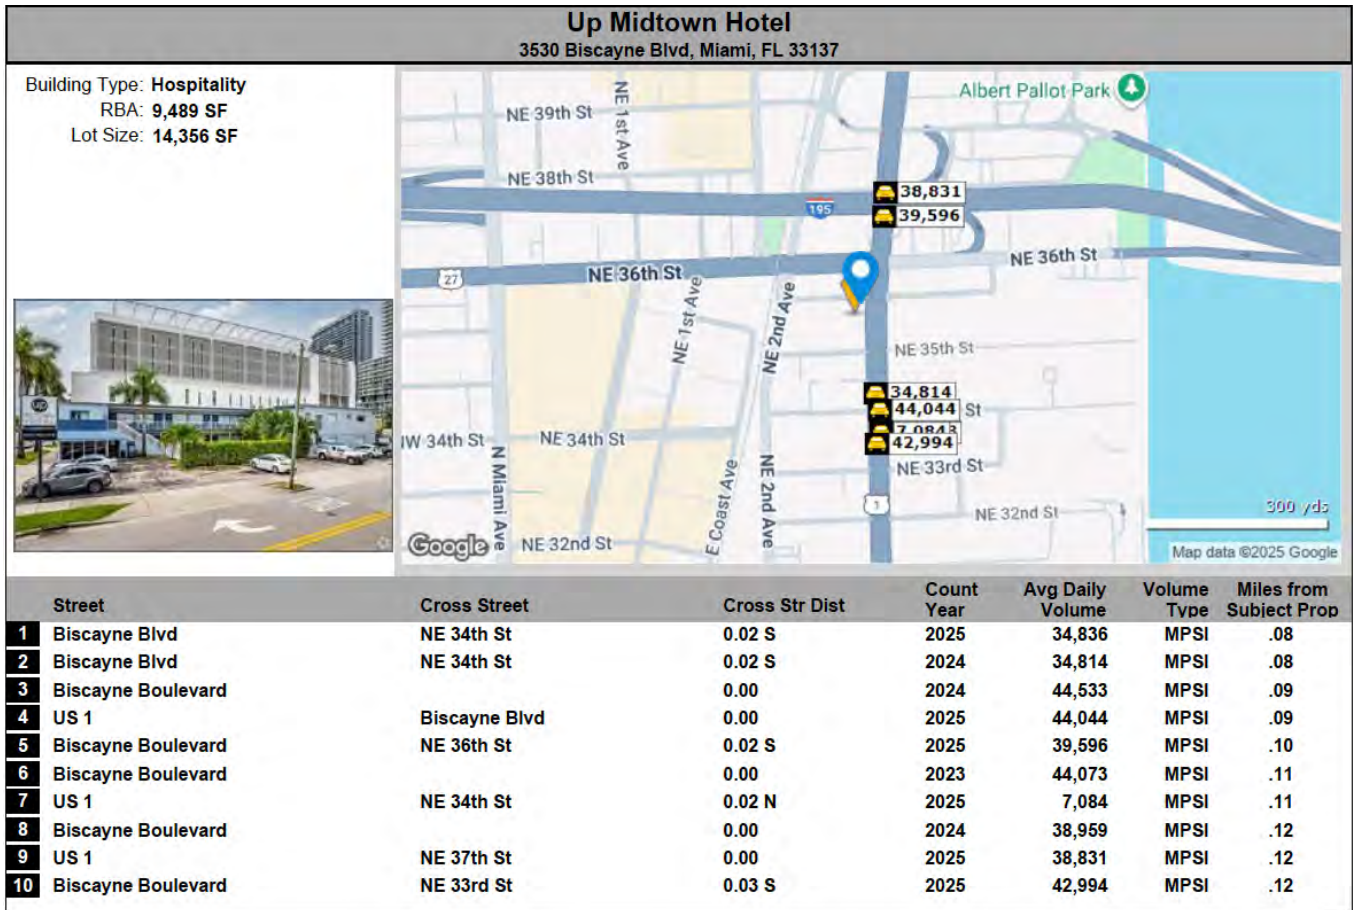 Up Midtown Hotel
3530 Biscayne Blvd, Miami, FL 33137
Building Type: Hospitality
RBA: 9,489 SF
Lot Size: 14,356 SF
up
Albert Pallot Park
NE 39th St
NE 1st Ave
NE 38th St
38,831
195
39,596
NE 36th St
NE 36th St
27
NE 1st Ave
NE 2nd Ave
NE 35th St
34,814
44,044 St
42,994
NW 34th St
NE 34th St
NE 33rd St
N Miami Ave
E Coast Ave
NE 2nd Ave
1
NE 32nd St
300 yds
Google
NE 32nd St
Map data ©2025 Google
Street Cross Street Cross Str Dist Count Year Avg Daily Volume Volume Type Miles from Subject Prop
1 Biscayne Blvd NE 34th St 0.02 S 2025 34,836 MPSI .08
2 Biscayne Blvd NE 34th St 0.02 S 2024 34,814 MPSI .08
3 Biscayne Boulevard 0.00 2024 44,533 MPSI .09
4 US 1 Biscayne Blvd 0.00 2025 44,044 MPSI .09
5 Biscayne Boulevard NE 36th St 0.02 S 2025 39,596 MPSI .10
6 Biscayne Boulevard 0.00 2023 44,073 MPSI .11
7 US 1 NE 34th St 0.02 N 2025 7,084 MPSI .11
8 Biscayne Boulevard 0.00 2024 38,959 MPSI .12
9 US 1 NE 37th St 0.00 2025 38,831 MPSI .12
10 Biscayne Boulevard NE 33rd St 0.03 S 2025 42,994 MPSI .12